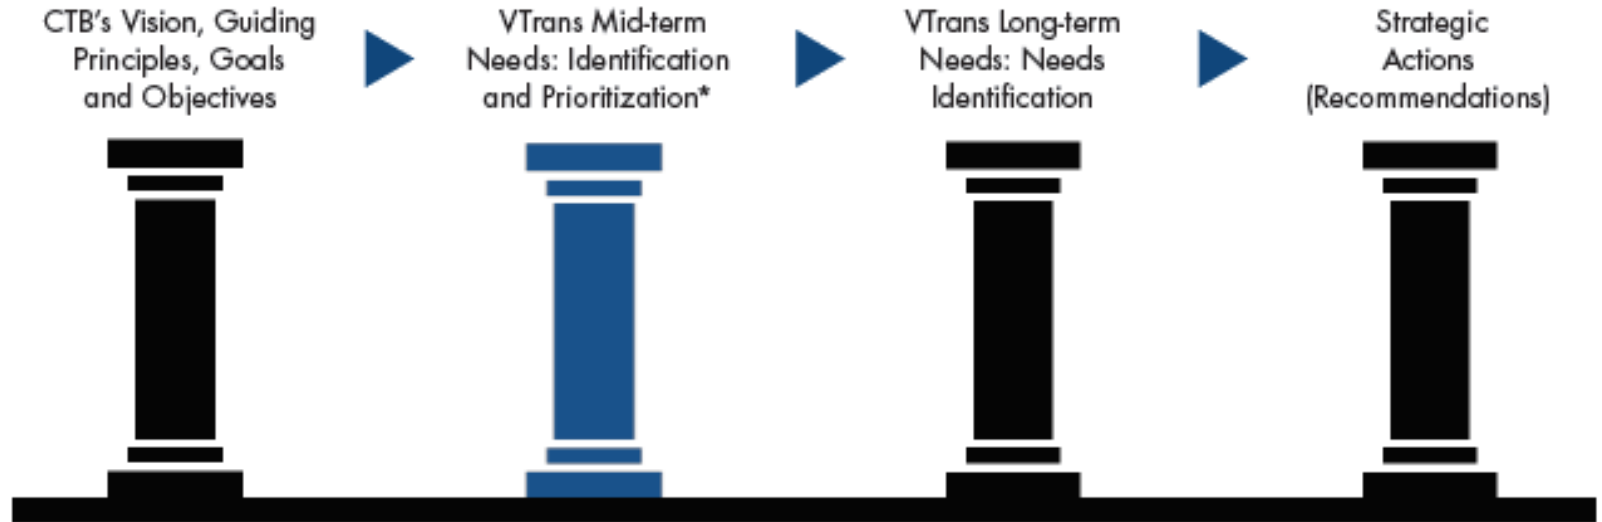 CTB's Vision, Guiding
Principles, Goals
and Objectives
VTrans Mid-term
Needs: Identification
and Prioritization*
VTrans Long-term
Needs: Needs
Identification
Strategic
Actions
(Recommendations)